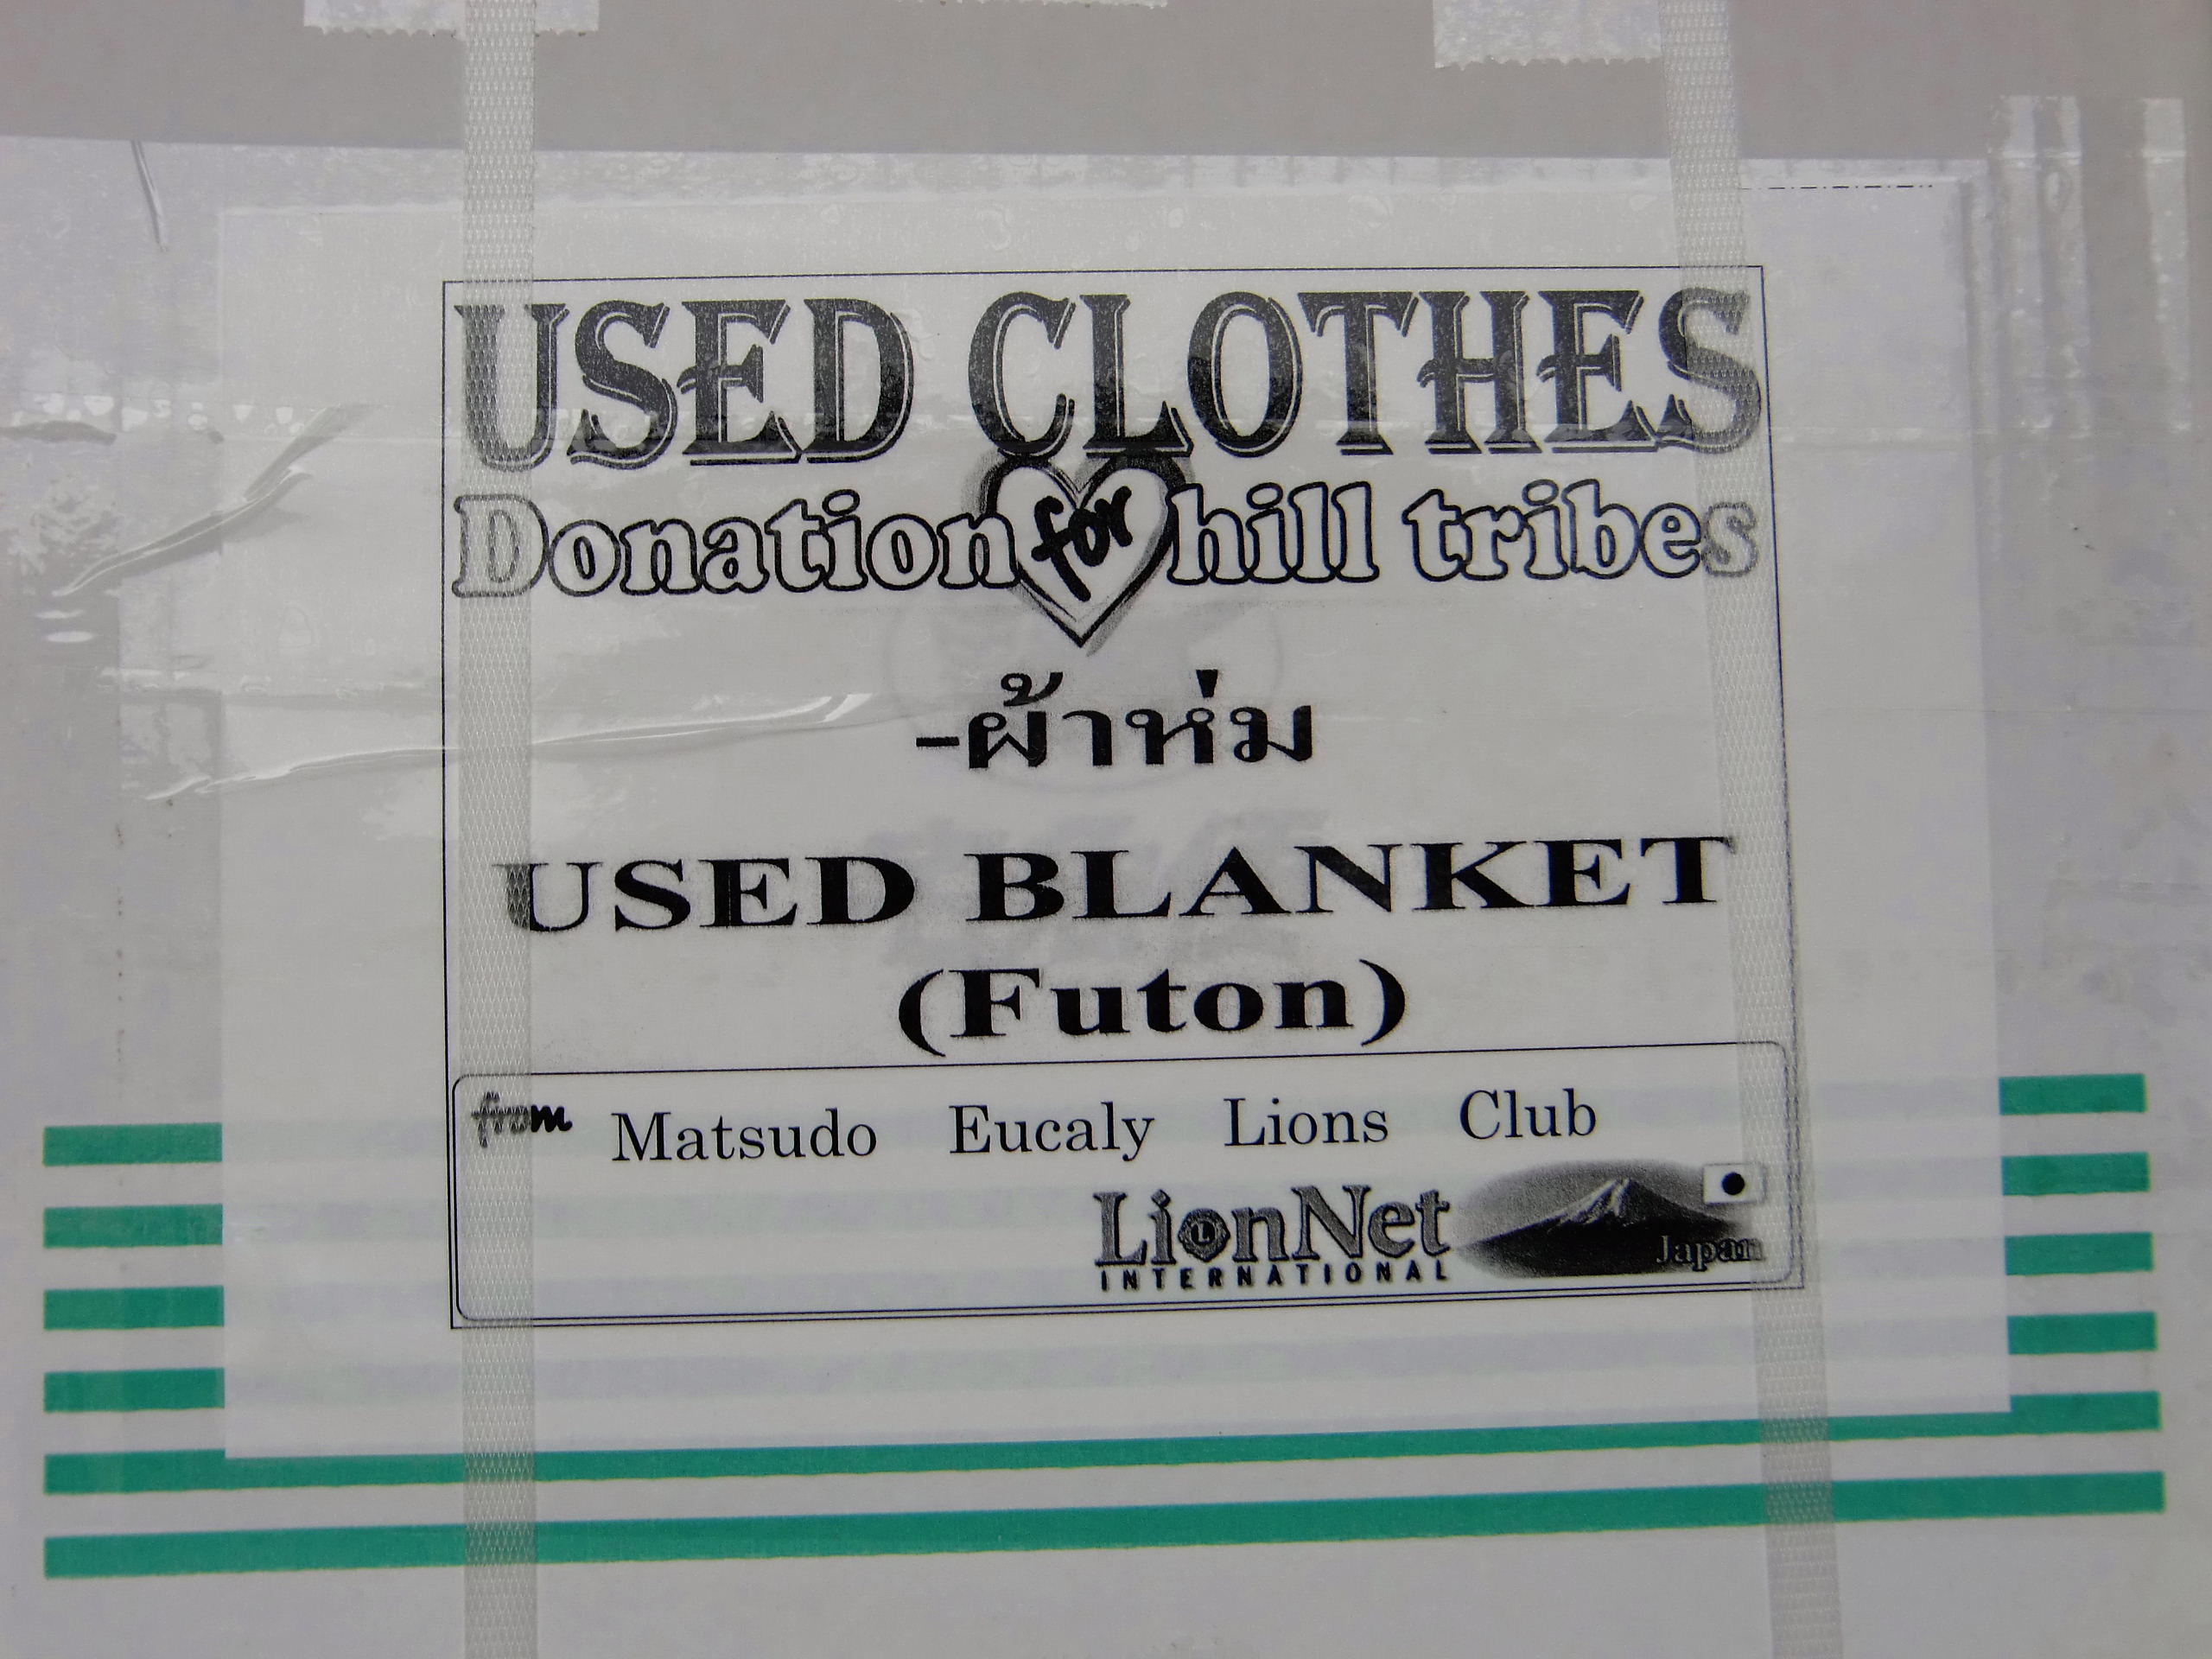 USED CLOTHES
Donation for hill tribes
-ผ้าห่ม
USED BLANKET
(Futon)
from Matsudo Eucaly Lions Club
LionNet
INTERNATIONAL
Japan